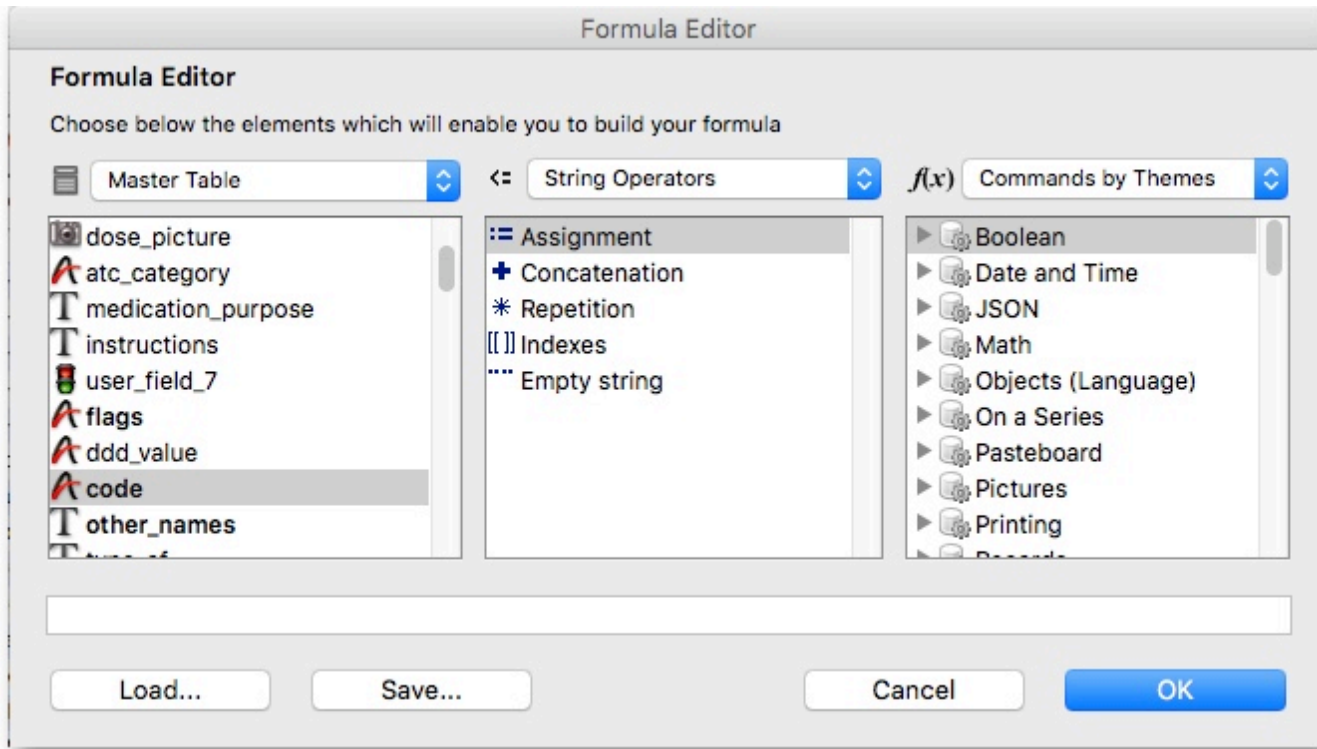 Formula Editor
Formula Editor
Choose below the elements which will enable you to build your formula
Master Table
dose_picture
atc_category
medication_purpose
instructions
user_field_7
flags
ddd_value
code
other_names
<= String Operators
:= Assignment
+ Concatenation
* Repetition
[[ ]] Indexes
"" Empty string
f(x) Commands by Themes
Boolean
Date and Time
JSON
Math
Objects (Language)
On a Series
Pasteboard
Pictures
Printing
Load...
Save...
Cancel
OK